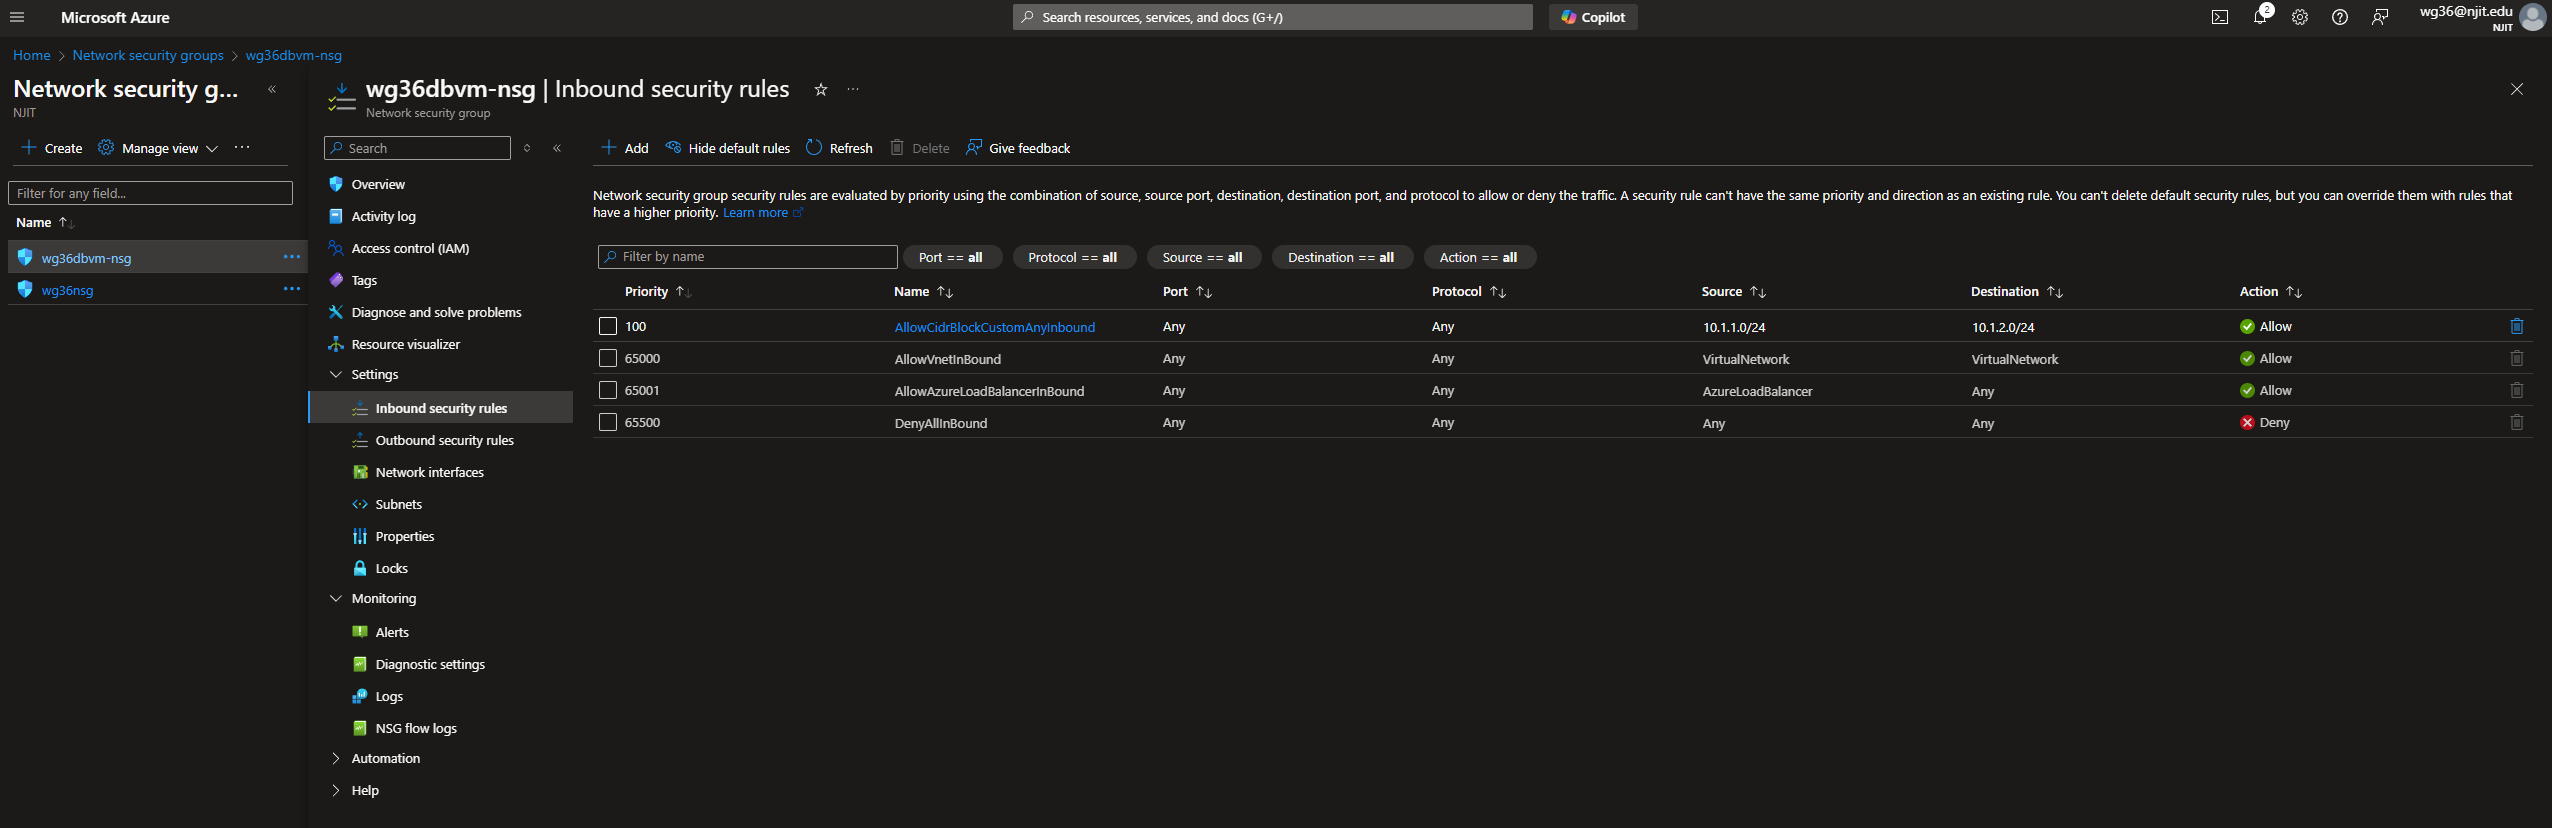 Microsoft Azure
Search resources, services, and docs (G+/)
Copilot
2
wg36@njit.edu
NJIT
Home > Network security groups > wg36dbvm-nsg
Network security g...
NJIT
Create
Manage view
Filter for any field...
Name
wg36dbvm-nsg
wg36nsg
wg36dbvm-nsg | Inbound security rules
Network security group
Search
Overview
Activity log
Access control (IAM)
Tags
Diagnose and solve problems
Resource visualizer
Settings
Inbound security rules
Outbound security rules
Network interfaces
Subnets
Properties
Locks
Monitoring
Alerts
Diagnostic settings
Logs
NSG flow logs
Automation
Help
Add Hide default rules Refresh Delete Give feedback
Network security group security rules are evaluated by priority using the combination of source, source port, destination, destination port, and protocol to allow or deny the traffic. A security rule can't have the same priority and direction as an existing rule. You can't delete default security rules, but you can override them with rules that
have a higher priority. Learn more
Filter by name
Port == all Protocol == all Source == all Destination == all Action == all
Priority Name Port Protocol Source Destination Action
100 AllowCidrBlockCustomAnyInbound Any Any 10.1.1.0/24 10.1.2.0/24 Allow
65000 AllowVnetInBound Any Any VirtualNetwork VirtualNetwork Allow
65001 AllowAzureLoadBalancerInBound Any Any AzureLoadBalancer Any Allow
65500 DenyAllInBound Any Any Any Any Deny